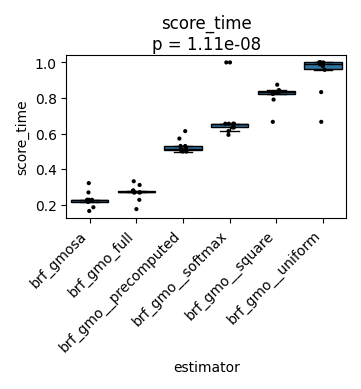 score_time
p = 1.11e-08
score_time
1.0
0.8
0.6
0.4
0.2
brf_gmosa
brf_gmo_full
brf_gmo__precomputed
brf_gmo__softmax
brf_gmo__square
brf_gmo__uniform
estimator